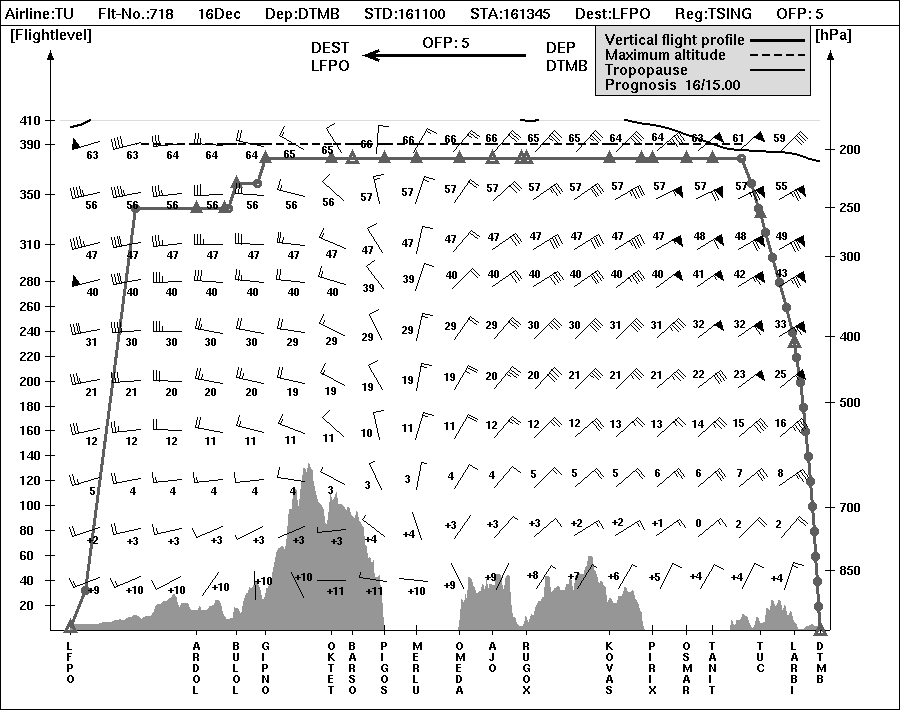 Airline:TU Flt-No.:718 16Dec Dep:DTMB STD:161100 STA:161345 Dest:LFPO Reg:TSING OFP: 5
[Flightlevel] [hPa]
DEST OFP: 5 DEP
LFPO DTMB
Vertical flight profile
Maximum altitude
Tropopause
Prognosis 16/15.00
410
390 63 63 64 64 64 65 65 66 66 66 66 65 65 64 64 63 61 59 200
350 56 56 56 56 56 56 56 57 57 57 57 57 57 57 57 57 57 55 250
310 47 47 47 47 47 47 47 47 47 47 47 47 47 47 47 48 48 49 300
280 40 40 40 40 40 40 40 39 39 40 40 40 40 40 40 41 42 43
260
240 31 30 30 30 30 29 29 29 29 29 29 30 30 31 31 32 32 33 400
220
200 21 21 20 20 20 19 19 19 19 19 20 20 21 21 21 22 23 25
180 500
160 12 12 12 11 11 11 11 10 11 11 12 12 12 13 13 14 15 16
140
120 5 4 4 4 4 4 3 3 3 4 4 5 5 5 6 6 7 8
100 700
80 +2 +3 +3 +3 +3 +3 +3 +4 +4 +3 +3 +3 +2 +2 +1 0 2 2
60
40 +9 +10 +10 +10 +10 +10 +11 +11 +10 +9 +9 +8 +7 +6 +5 +4 +4 +4 850
20
LFPO ARDOL BULOL GIPNO OKTET BARSO PIGOS MERLU OMEDA AJO RUGOX KOVAS PIRIX OSMAR TANIT TUC LARBI DTMB